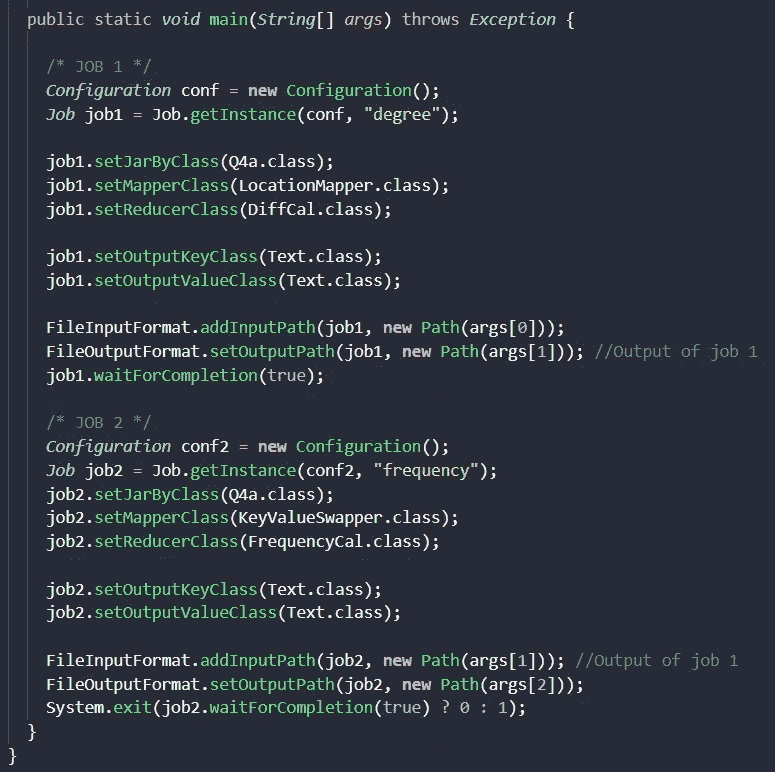 public static void main(String[] args) throws Exception {
/* JOB 1 */
Configuration conf = new Configuration();
Job job1 = Job.getInstance(conf, "degree");
job1.setJarByClass(Q4a.class);
job1.setMapperClass(LocationMapper.class);
job1.setReducerClass(DiffCal.class);
job1.setOutputKeyClass(Text.class);
job1.setOutputValueClass(Text.class);
FileInputFormat.addInputPath(job1, new Path(args[0]));
FileOutputFormat.setOutputPath(job1, new Path(args[1])); //Output of job 1
job1.waitForCompletion(true);
/* JOB 2 */
Configuration conf2 = new Configuration();
Job job2 = Job.getInstance(conf2, "frequency");
job2.setJarByClass(Q4a.class);
job2.setMapperClass(KeyValueSwapper.class);
job2.setReducerClass(FrequencyCal.class);
job2.setOutputKeyClass(Text.class);
job2.setOutputValueClass(Text.class);
FileInputFormat.addInputPath(job2, new Path(args[1])); //Output of job 1
FileOutputFormat.setOutputPath(job2, new Path(args[2]));
System.exit(job2.waitForCompletion(true) ? 0 : 1);
}
}